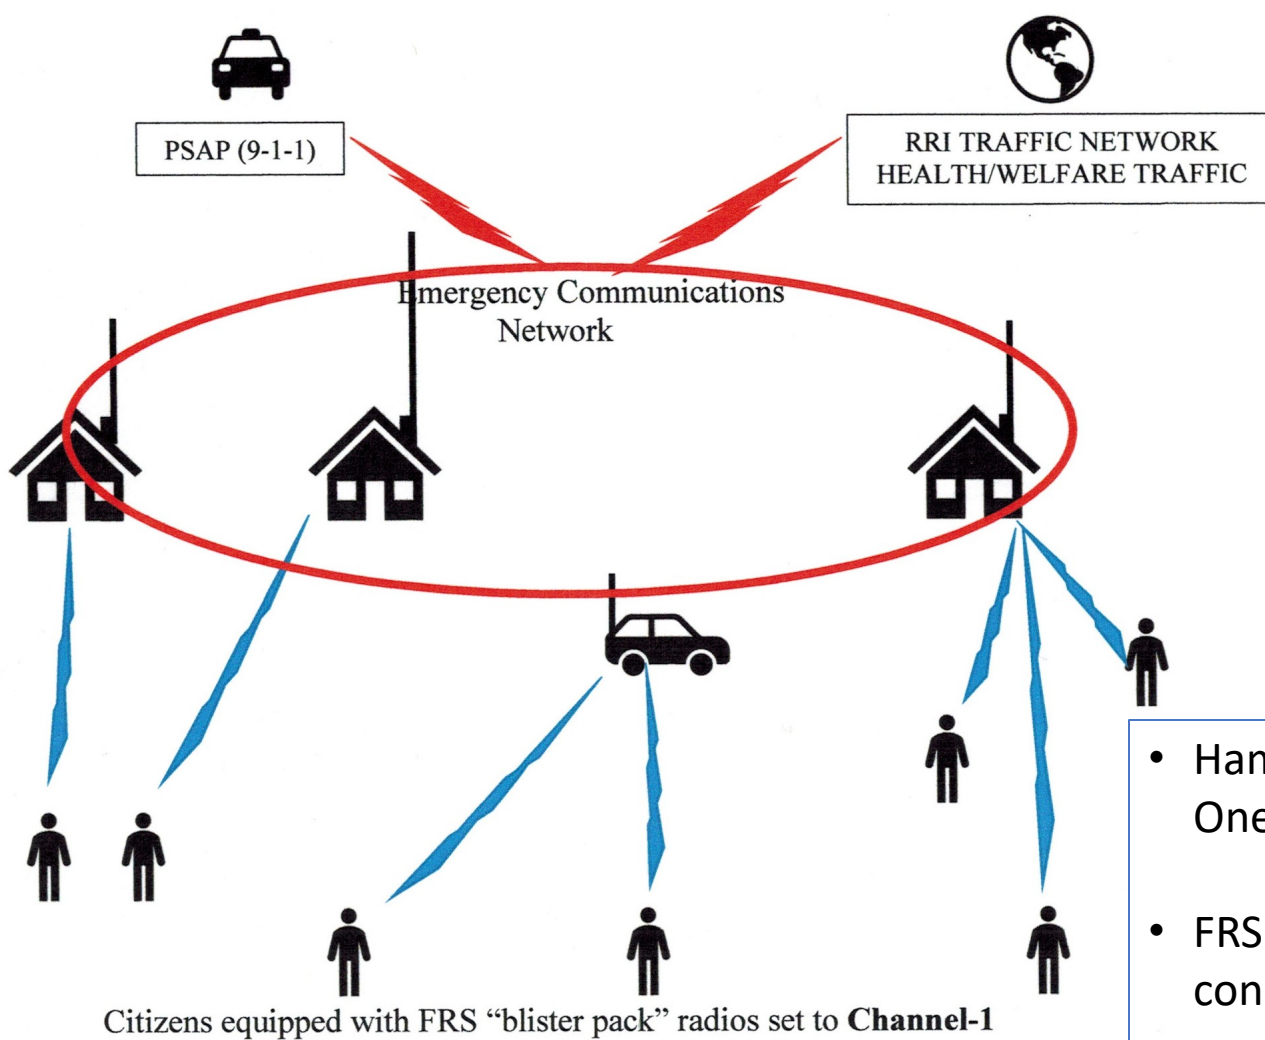 PSAP (9-1-1)
RRI TRAFFIC NETWORK
HEALTH/WELFARE TRAFFIC
Emergency Communications
Network
• Han
One
• FRS
con
Citizens equipped with FRS “blister pack” radios set to Channel-1